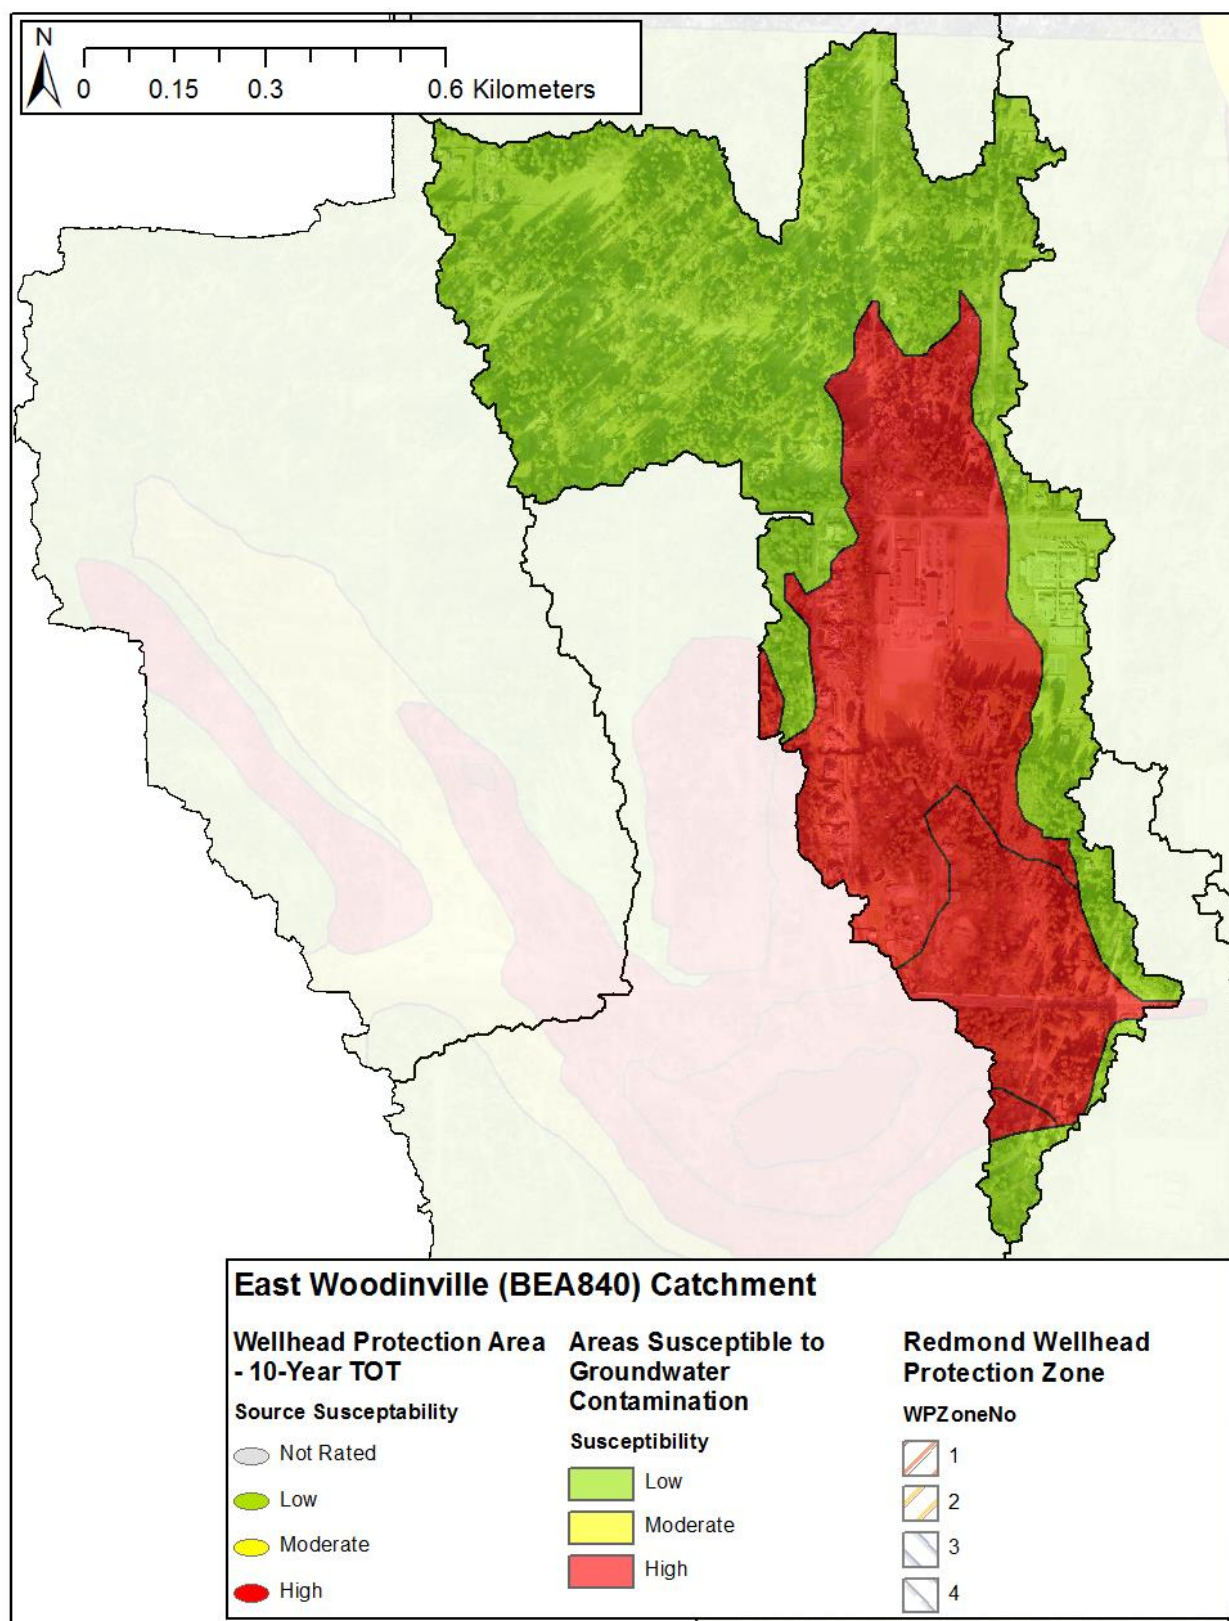 N
0 0.15 0.3 0.6 Kilometers
East Woodinville (BEA840) Catchment
Wellhead Protection Area
- 10-Year TOT
Source Susceptability
Not Rated
Low
Moderate
High
Areas Susceptible to
Groundwater
Contamination
Susceptibility
Low
Moderate
High
Redmond Wellhead
Protection Zone
WPZoneNo
1
2
3
4